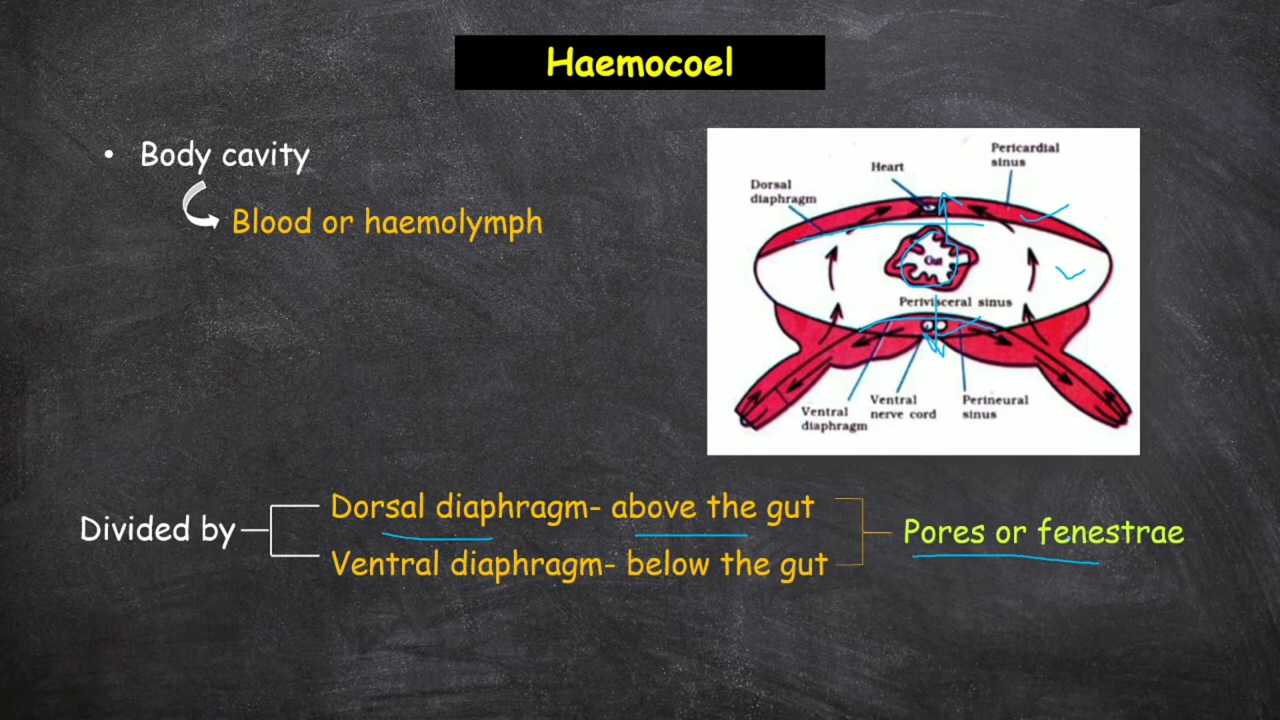 Haemocoel
• Body cavity
Blood or haemolymph
Heart
Pericardial
sinus
Dorsal
diaphragm
Gut
Perivisceral sinus
Ventral
diaphragm
Ventral
nerve cord
Perineural
sinus
Divided by
Dorsal diaphragm- above the gut
Ventral diaphragm- below the gut
Pores or fenestrae